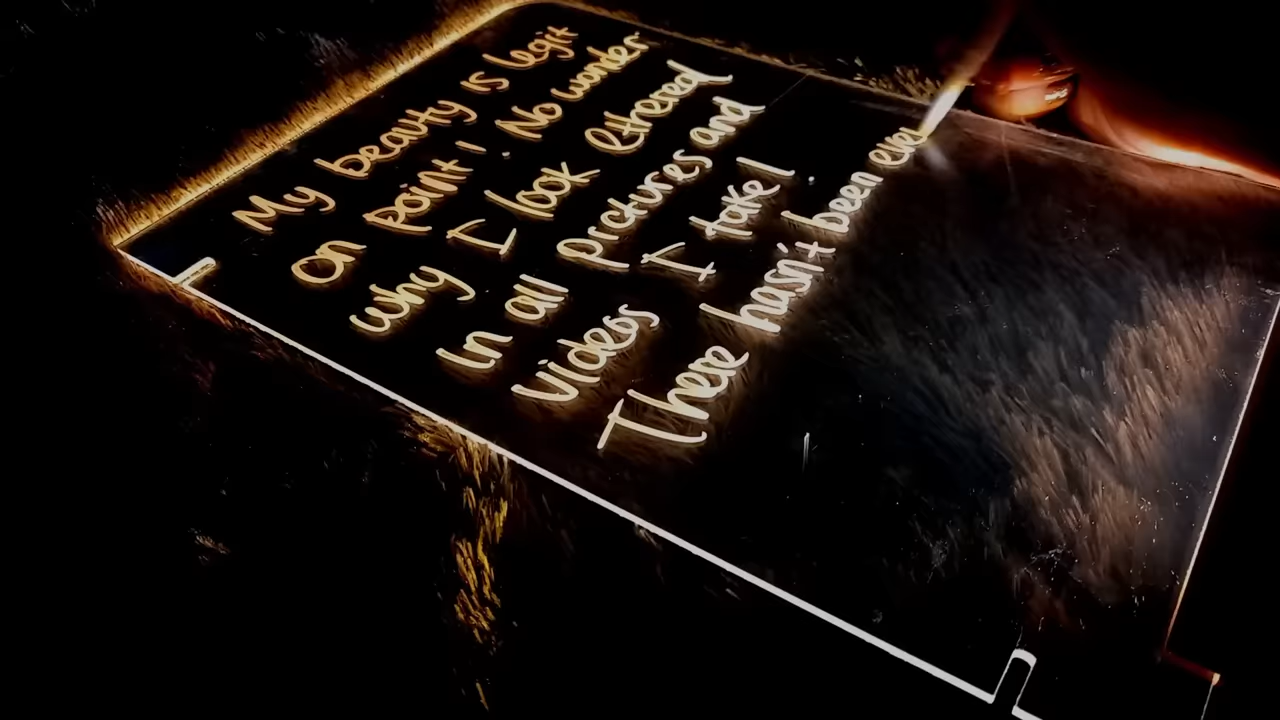 My beauty is legit
on point! No wonder
why I look ethered
in all pictures and
videos I take!
There hasn't been ever